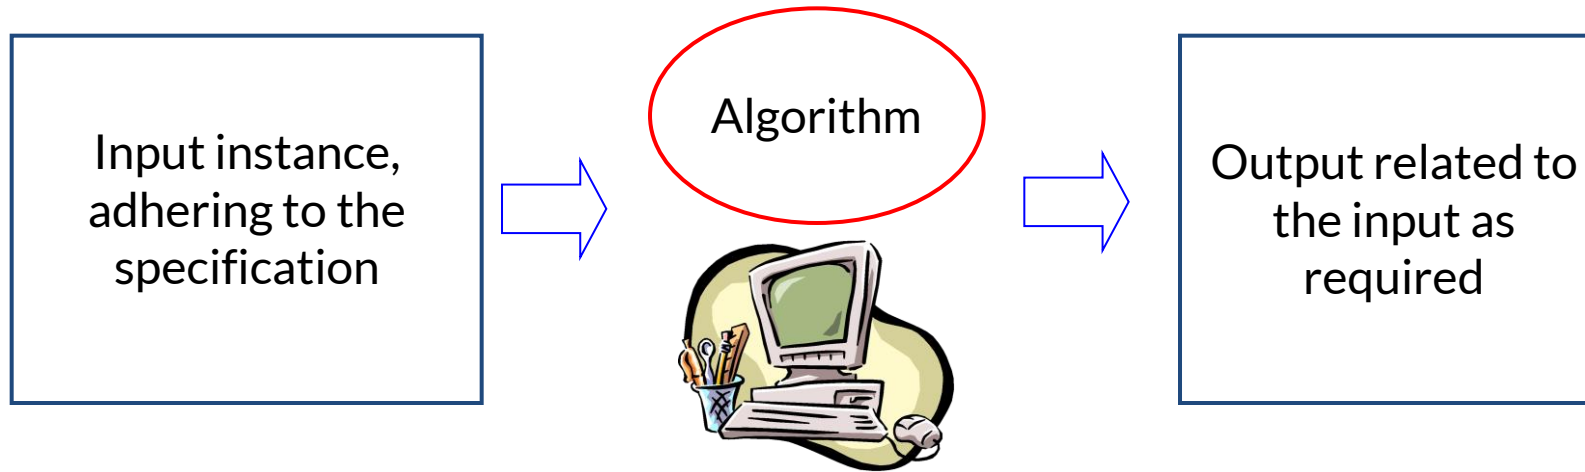 Input instance,
adhering to the
specification
Algorithm
Output related to
the input as
required